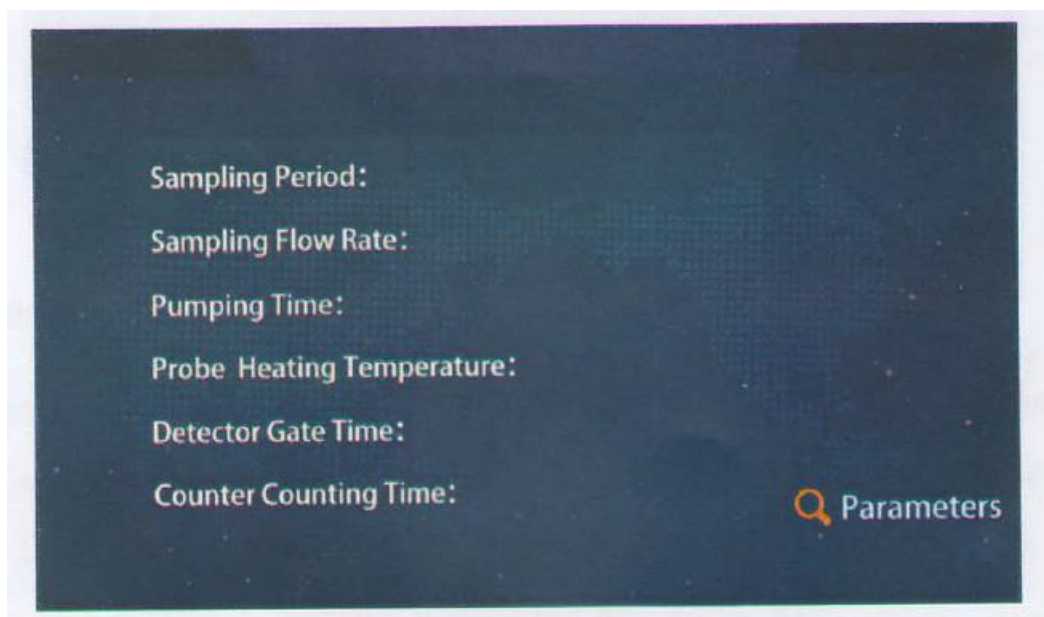 Sampling Period:
Sampling Flow Rate:
Pumping Time:
Probe Heating Temperature:
Detector Gate Time:
Counter Counting Time:
Parameters